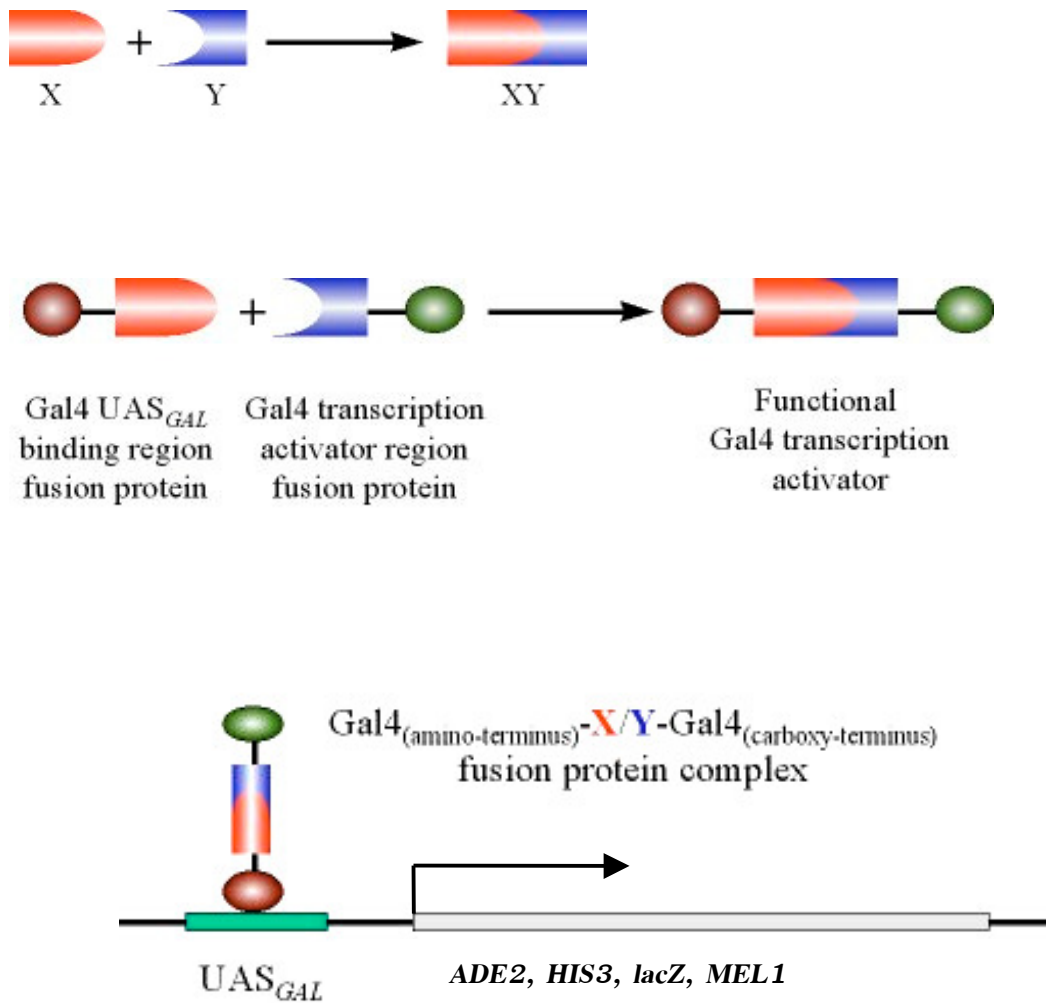 +
X Y XY
+
Gal4 UASGAL
binding region
fusion protein
Gal4 transcription
activator region
fusion protein
Functional
Gal4 transcription
activator
Gal4(amino-terminus)-X/Y-Gal4(carboxy-terminus)
fusion protein complex
UASGAL
ADE2, HIS3, lacZ, MEL1